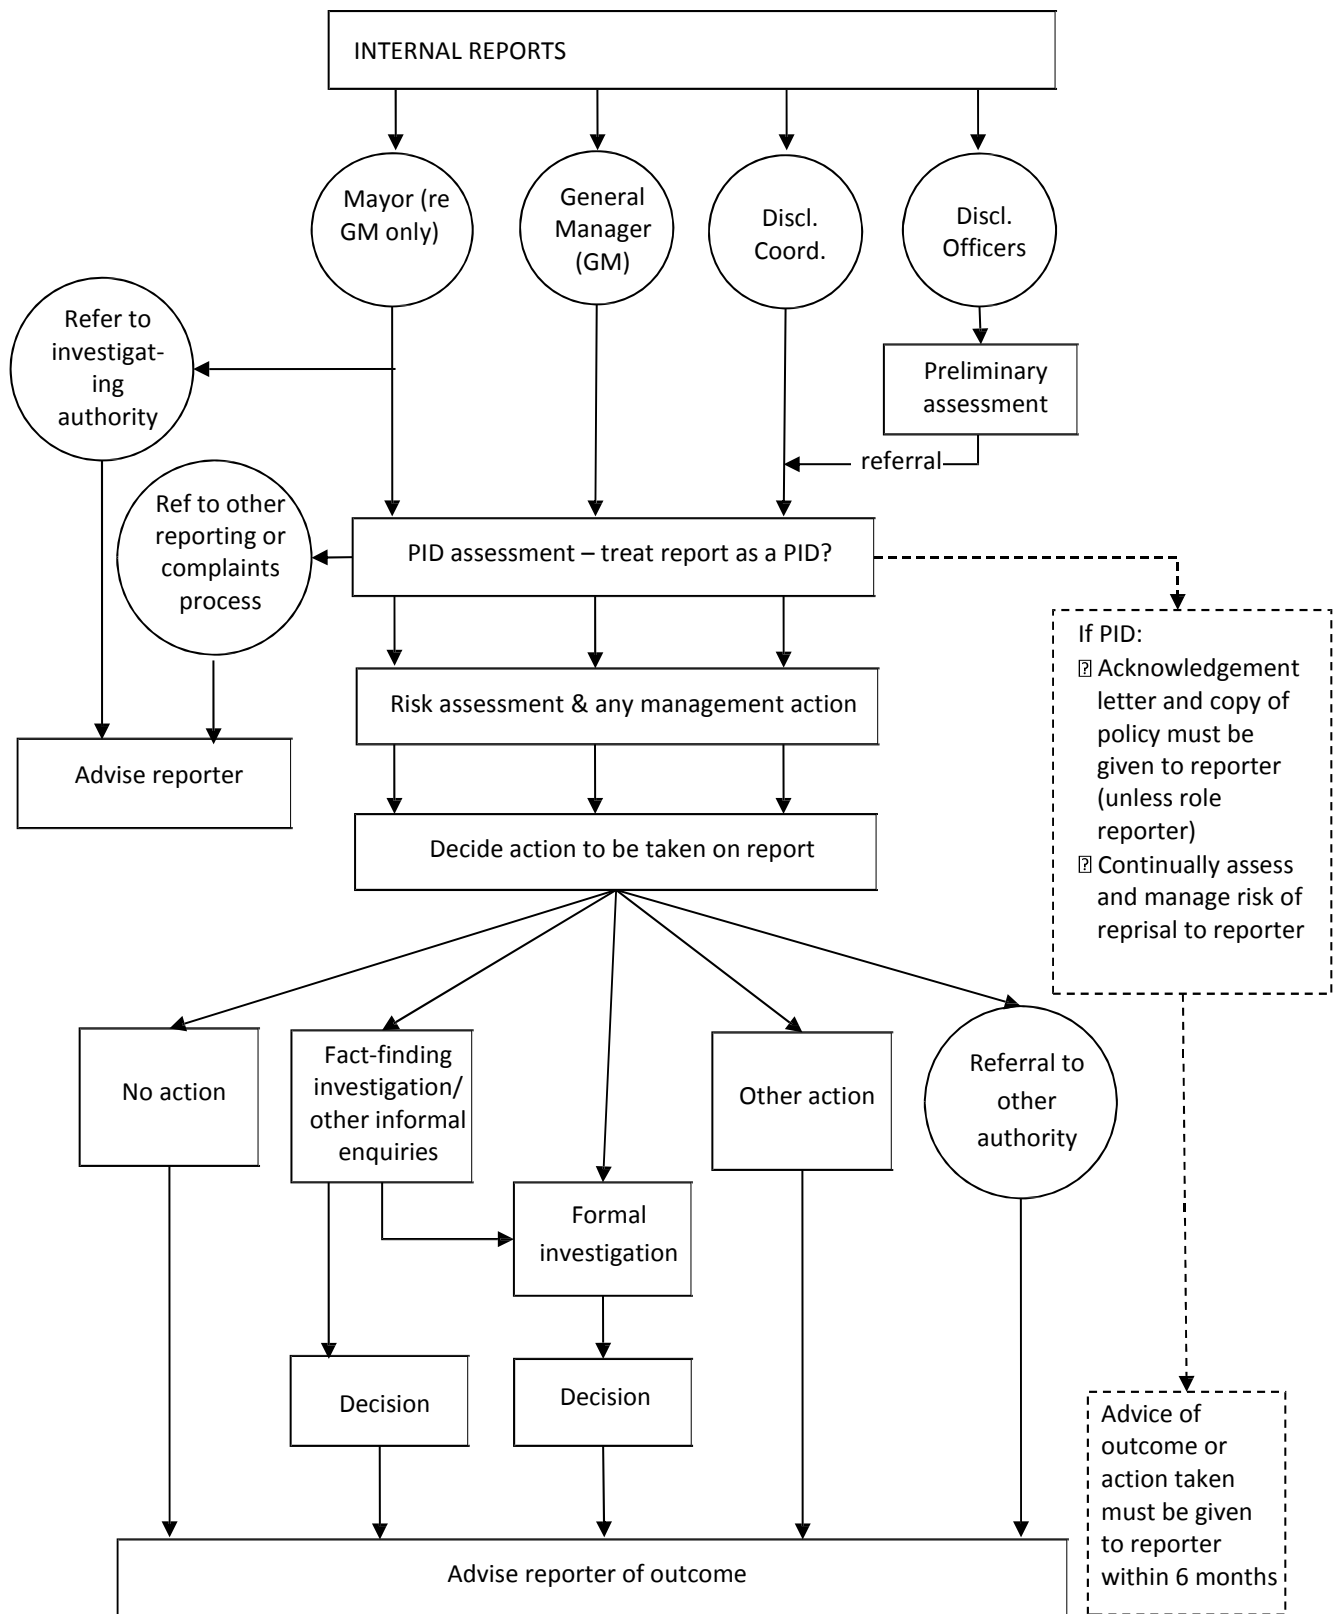 INTERNAL REPORTS
Mayor (re
GM only)
General
Manager
(GM)
Discl.
Coord.
Discl.
Officers
Refer to
investigat-
ing
authority
Preliminary
assessment
referral
Ref to other
reporting or
complaints
process
PID assessment – treat report as a PID?
If PID:
Acknowledgement
letter and copy of
policy must be
given to reporter
(unless role
reporter)
Continually assess
and manage risk of
reprisal to reporter
Risk assessment & any management action
Advise reporter
Decide action to be taken on report
No action
Fact-finding
investigation/
other informal
enquiries
Other action
Referral to
other
authority
Formal
investigation
Decision
Decision
Advice of
outcome or
action taken
must be given
to reporter
within 6 months
Advise reporter of outcome